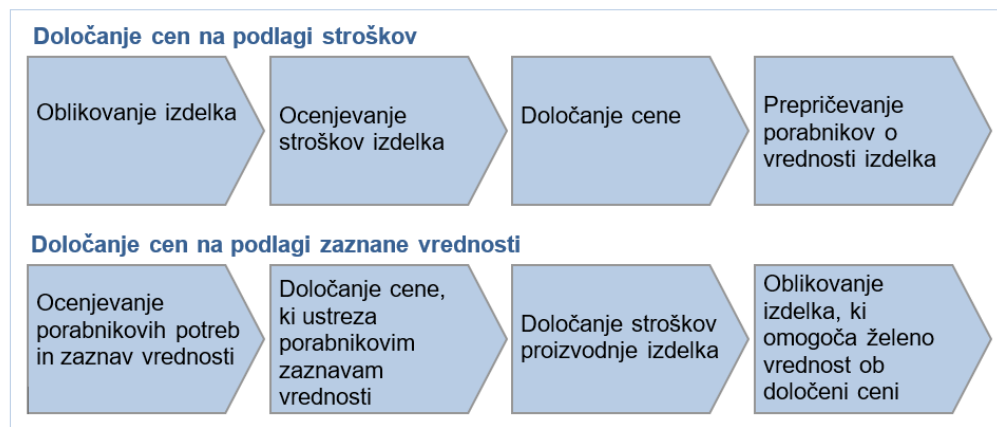 Določanje cen na podlagi stroškov
Oblikovanje izdelka
Ocenjevanje
stroškov izdelka
Določanje cene
Prepričevanje
porabnikov o
vrednosti izdelka
Določanje cen na podlagi zaznane vrednosti
Ocenjevanje
porabnikovih potreb
in zaznav vrednosti
Določanje cene,
ki ustreza
porabnikovim
zaznavam
vrednosti
Določanje stroškov
proizvodnje izdelka
Oblikovanje
izdelka, ki
omogoča želeno
vrednost ob
določeni ceni